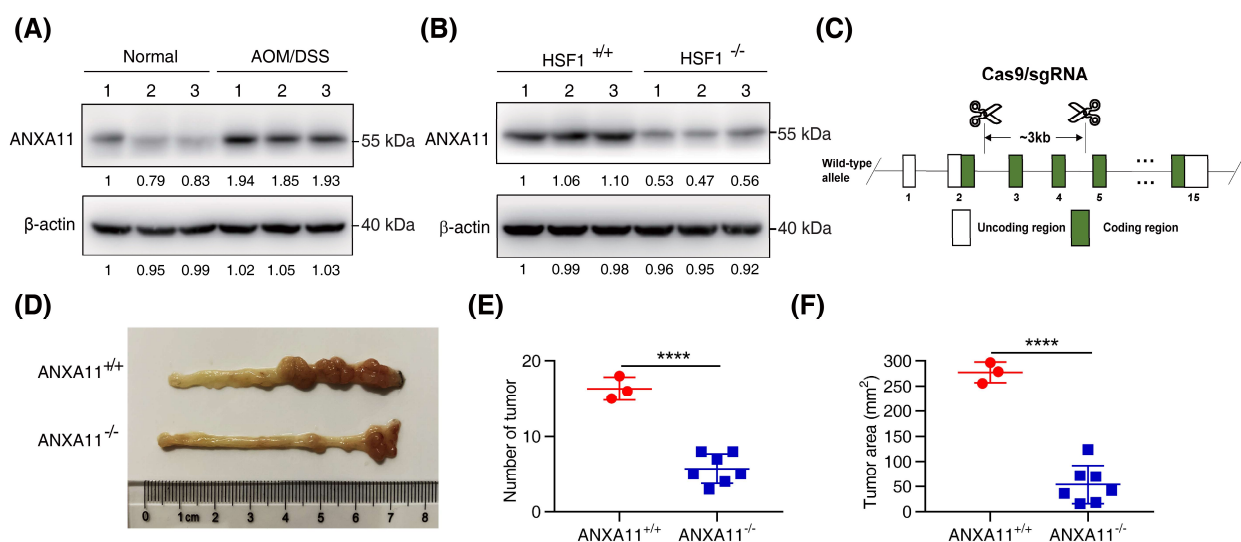 (A)
Normal AOM/DSS
1 2 3 1 2 3
ANXA11
55 kDa
1 0.79 0.83 1.94 1.85 1.93
β-actin
40 kDa
1 0.95 0.99 1.02 1.05 1.03
(B)
HSF1 +/+ HSF1 -/-
1 2 3 1 2 3
ANXA11
55 kDa
1 1.06 1.10 0.53 0.47 0.56
β-actin
40 kDa
1 0.99 0.98 0.96 0.95 0.92
(C)
Cas9/sgRNA
~3kb
Wild-type
allele
... 
...
1 2 3 4 5 15
Uncoding region Coding region
(D)
ANXA11+/+
ANXA11-/-
0 1cm 2 3 4 5 6 7 8
(E)
****
Number of tumor
20
10
0
ANXA11+/+ ANXA11-/-
(F)
****
Tumor area (mm2)
300
250
200
150
100
50
0
ANXA11+/+ ANXA11-/-